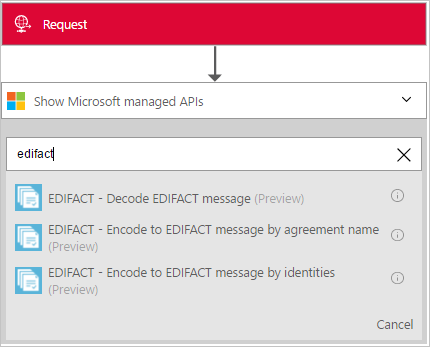 Request
Show Microsoft managed APIs
edifact
EDIFACT - Decode EDIFACT message (Preview)
EDIFACT - Encode to EDIFACT message by agreement name
(Preview)
EDIFACT - Encode to EDIFACT message by identities
(Preview)
Cancel